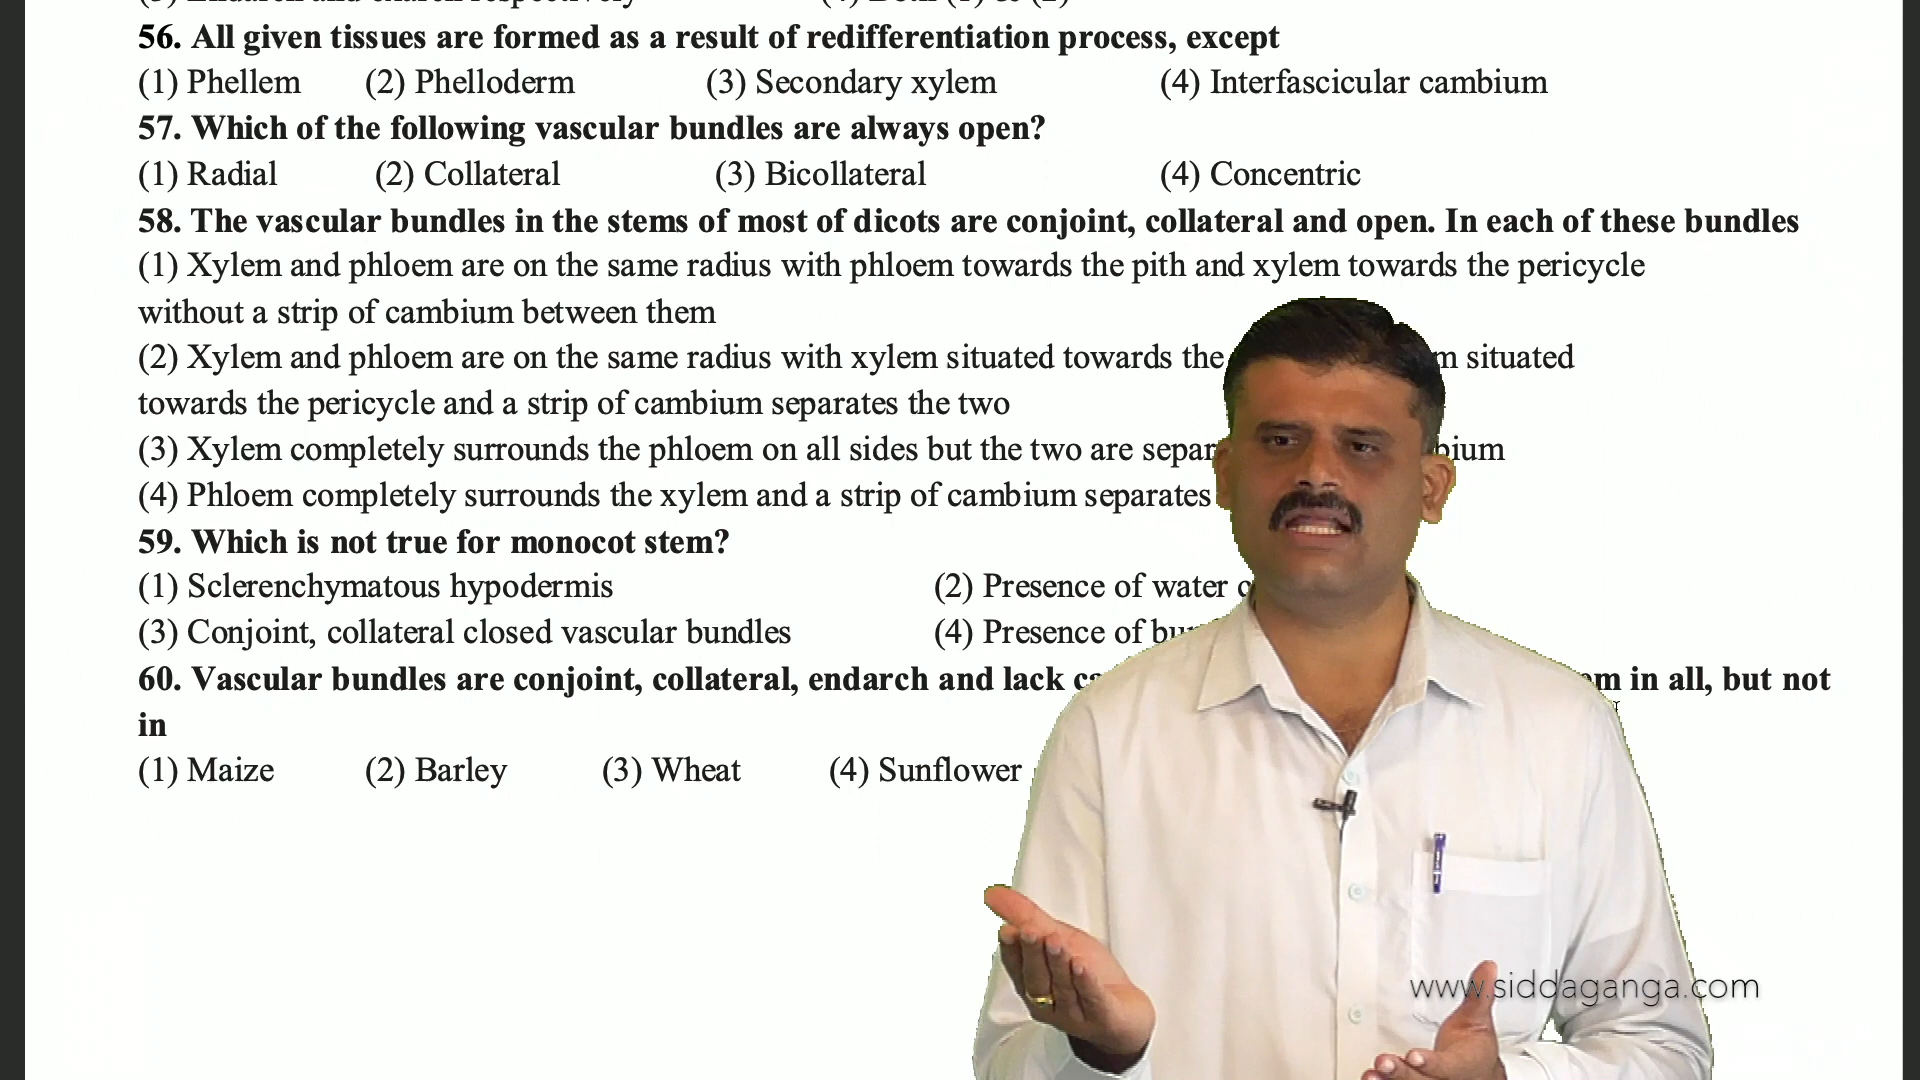 56. All given tissues are formed as a result of redifferentiation process, except
(1) Phellem (2) Phelloderm (3) Secondary xylem (4) Interfascicular cambium
57. Which of the following vascular bundles are always open?
(1) Radial (2) Collateral (3) Bicollateral (4) Concentric
58. The vascular bundles in the stems of most of dicots are conjoint, collateral and open. In each of these bundles
(1) Xylem and phloem are on the same radius with phloem towards the pith and xylem towards the pericycle
without a strip of cambium between them
(2) Xylem and phloem are on the same radius with xylem situated towards the situated
towards the pericycle and a strip of cambium separates the two
(3) Xylem completely surrounds the phloem on all sides but the two are
(4) Phloem completely surrounds the xylem and a strip of cambium separates
59. Which is not true for monocot stem?
(1) Sclerenchymatous hypodermis (2) Presence of water
(3) Conjoint, collateral closed vascular bundles (4) Presence of
60. Vascular bundles are conjoint, collateral, endarch and lack in all, but not
in
(1) Maize (2) Barley (3) Wheat (4) Sunflower
www.siddaganga.com